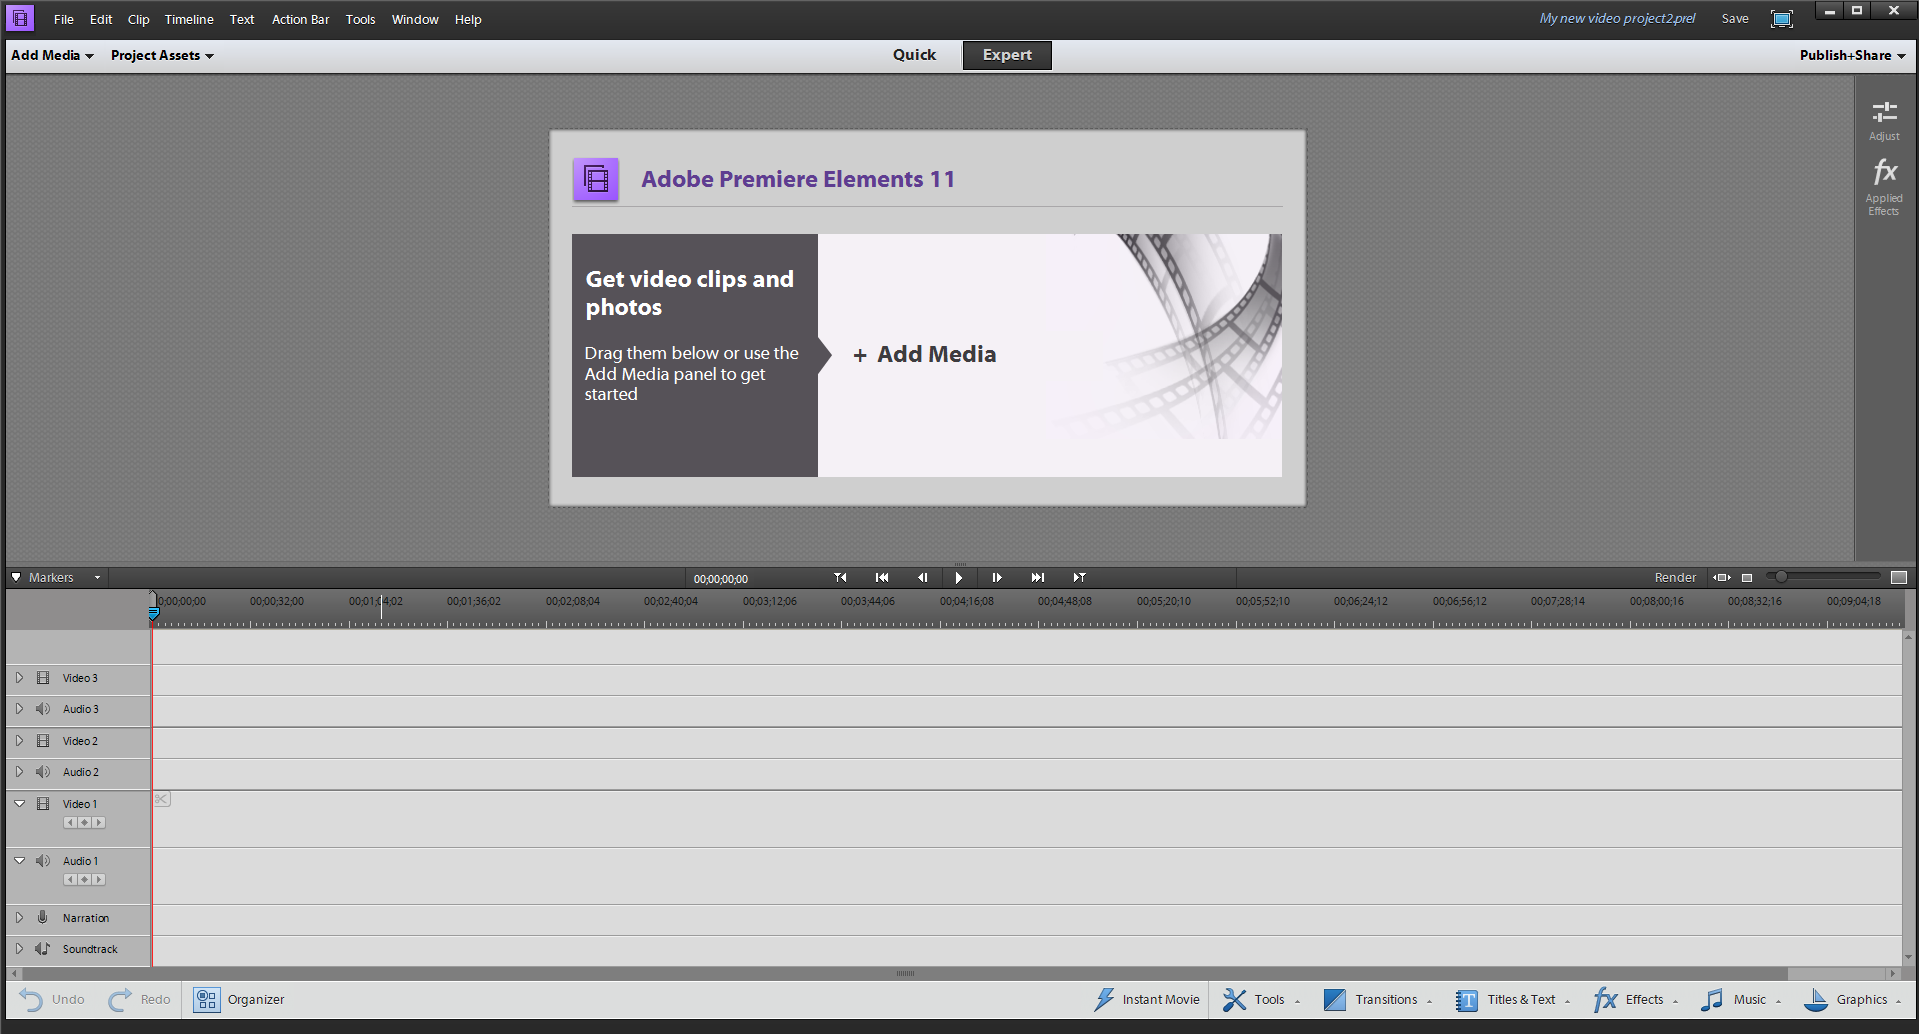 File Edit Clip Timeline Text Action Bar Tools Window Help My new video project2.prel Save
Add Media Project Assets Quick Expert Publish+Share
Adjust
fx
Applied
Effects
Adobe Premiere Elements 11
Get video clips and
photos
Drag them below or use the
Add Media panel to get
started
+ Add Media
Markers 00;00;00;00 Render
00;00;00 00;00;32;00 00;01;04;02 00;01;36;02 00;02;08;04 00;02;40;04 00;03;12;06 00;03;44;06 00;04;16;08 00;04;48;08 00;05;20;10 00;05;52;10 00;06;24;12 00;06;56;12 00;07;28;14 00;08;00;16 00;08;32;16 00;09;04;18
Video 3
Audio 3
Video 2
Audio 2
Video 1
Audio 1
Narration
Soundtrack
Undo Redo Organizer Instant Movie Tools Transitions T Titles & Text fx Effects Music Graphics